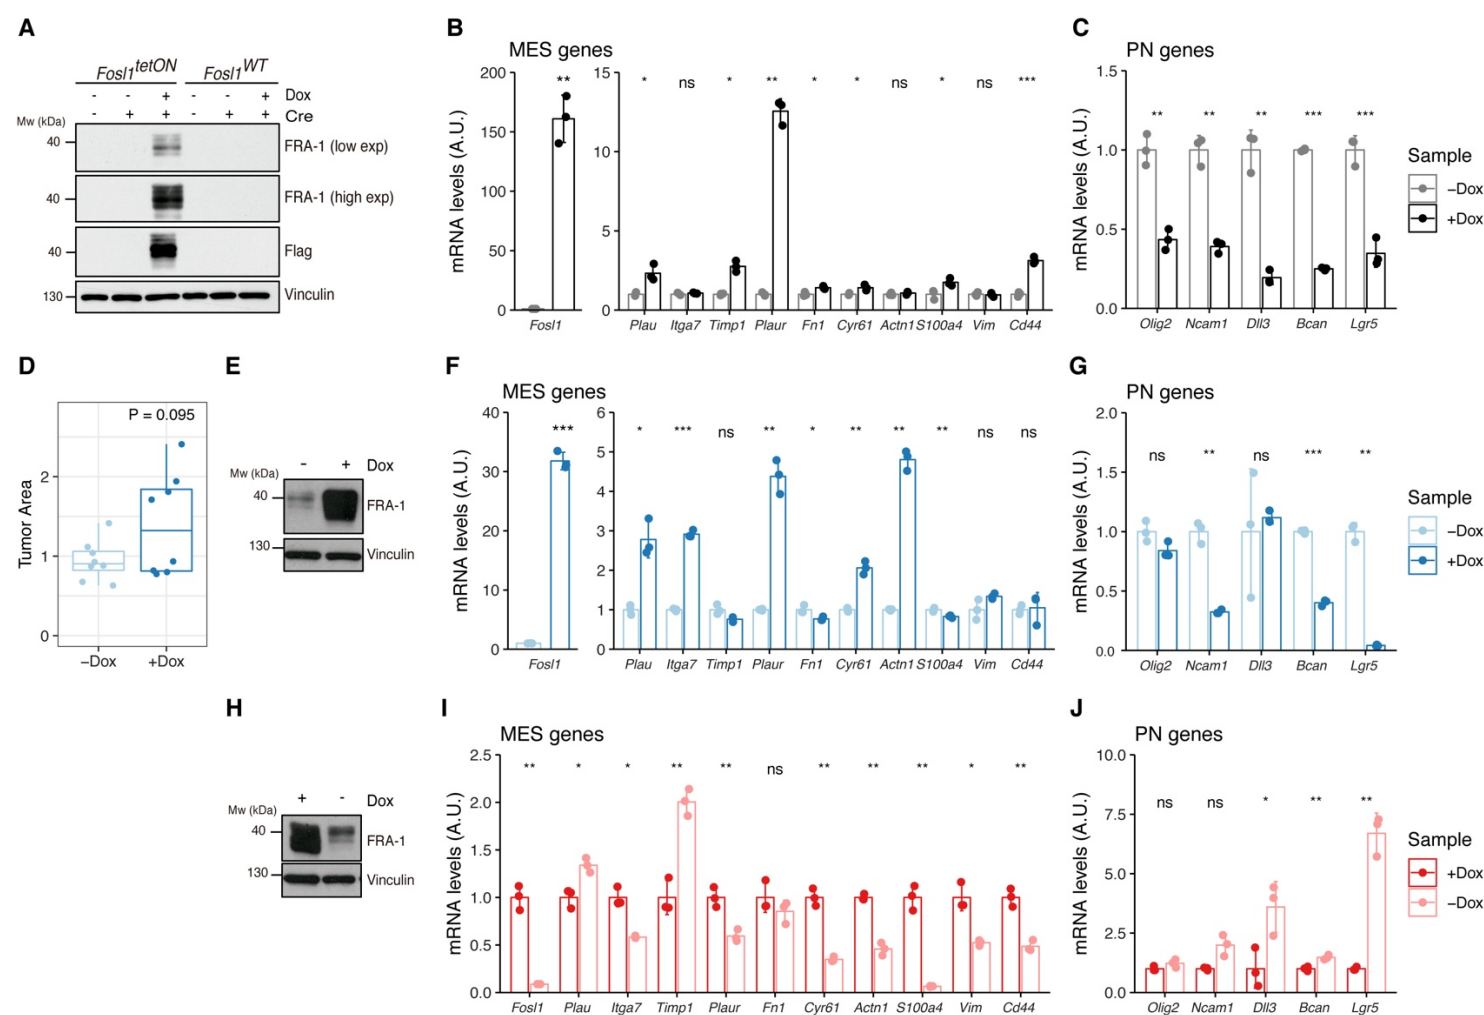 A
Fosl1tetON Fosl1WT
- - + - - + Dox
- + + - + + Cre
Mw (kDa)
40 FRA-1 (low exp)
40 FRA-1 (high exp)
40 Flag
130 Vinculin
B
MES genes
mRNA levels (A.U.)
200
150
100
50
0
** 
Fosl1
mRNA levels (A.U.)
15
10
5
0
* ns * ** * * ns * ns ***
Plau Itga7 Timp1 Plaur Fn1 Cyr61 Actn1 S100a4 Vim Cd44
C
PN genes
mRNA levels (A.U.)
1.5
1.0
0.5
0.0
** ** ** *** ***
Olig2 Ncam1 Dll3 Bcan Lgr5
Sample
−Dox
+Dox
D
P = 0.095
Tumor Area
2
1
0
−Dox +Dox
E
- + Dox
Mw (kDa)
40 FRA-1
130 Vinculin
F
MES genes
mRNA levels (A.U.)
40
30
20
10
0
***
Fosl1
6
5
4
3
2
1
0
* *** ns ** * ** ** ** ns ns
Plau Itga7 Timp1 Plaur Fn1 Cyr61 Actn1 S100a4 Vim Cd44
G
PN genes
mRNA levels (A.U.)
2.0
1.5
1.0
0.5
0.0
ns ** ns *** **
Olig2 Ncam1 Dll3 Bcan Lgr5
Sample
−Dox
+Dox
H
+ - Dox
Mw (kDa)
40 FRA-1
130 Vinculin
I
MES genes
mRNA levels (A.U.)
2.5
2.0
1.5
1.0
0.5
0.0
** * * ** ** ns ** ** ** * **
Fosl1 Plau Itga7 Timp1 Plaur Fn1 Cyr61 Actn1 S100a4 Vim Cd44
J
PN genes
mRNA levels (A.U.)
10.0
7.5
5.0
2.5
0.0
ns ns * ** **
Olig2 Ncam1 Dll3 Bcan Lgr5
Sample
+Dox
−Dox